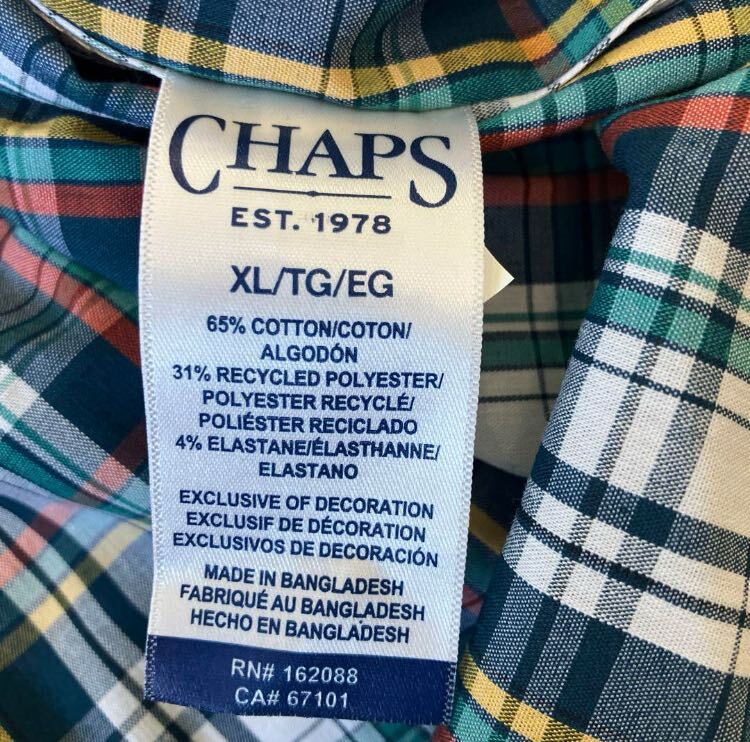 CHAPS
EST. 1978
XL/TG/EG
65% COTTON/COTON/
ALGODÓN
31% RECYCLED POLYESTER/
POLYESTER RECYCLÉ/
POLIÉSTER RECICLADO
4% ELASTANE/ÉLASTHANNE/
ELASTANO
EXCLUSIVE OF DECORATION
EXCLUSIF DE DÉCORATION
EXCLUSIVOS DE DECORACIÓN
MADE IN BANGLADESH
FABRIQUÉ AU BANGLADESH
HECHO EN BANGLADESH
RN# 162088
CA# 67101